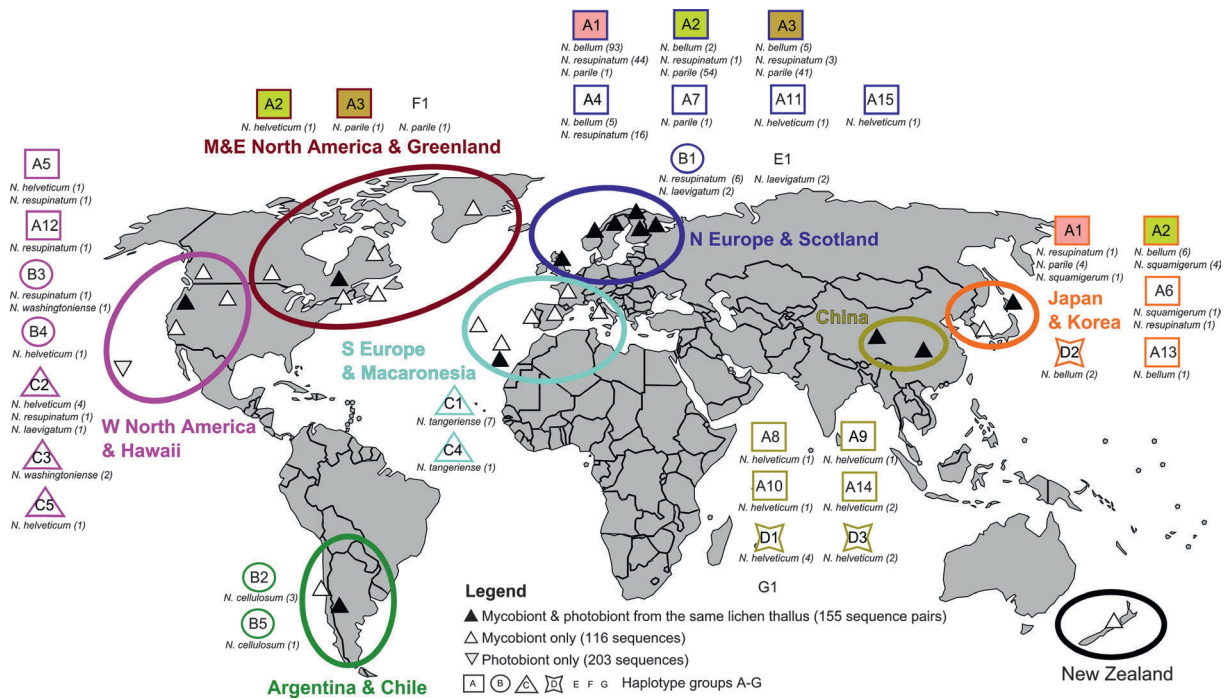 A1
N. bellum (93)
N. resupinatum (44)
N. parile (1)
A2
N. bellum (2)
N. resupinatum (1)
N. parile (54)
A3
N. bellum (5)
N. resupinatum (3)
N. parile (41)
A4
N. bellum (5)
N. resupinatum (16)
A7
N. parile (1)
A11
N. helveticum (1)
A15
N. helveticum (1)
B1
N. resupinatum (6)
N. laevigatum (2)
E1
N. laevigatum (2)
N Europe & Scotland
A2
N. helveticum (1)
A3
N. parile (1)
F1
N. parile (1)
M&E North America & Greenland
A5
N. helveticum (1)
N. resupinatum (1)
A12
N. resupinatum (1)
B3
N. resupinatum (1)
N. washingtoniense (1)
B4
N. helveticum (1)
C2
N. helveticum (4)
N. resupinatum (1)
N. laevigatum (1)
C3
N. washingtoniense (2)
C5
N. helveticum (1)
W North America
& Hawaii
S Europe
& Macaronesia
C1
N. tangeriense (7)
C4
N. tangeriense (1)
China
A8
N. helveticum (1)
A9
N. helveticum (1)
A10
N. helveticum (1)
A14
N. helveticum (2)
D1
N. helveticum (4)
D3
N. helveticum (2)
G1
A1
N. resupinatum (1)
N. parile (4)
N. squamigerum (1)
A2
N. bellum (6)
N. squamigerum (4)
A6
N. squamigerum (1)
N. resupinatum (1)
Japan
& Korea
D2
N. bellum (2)
A13
N. bellum (1)
B2
N. cellulosum (3)
B5
N. cellulosum (1)
Argentina & Chile
New Zealand
Legend
Mycobiont & photobiont from the same lichen thallus (155 sequence pairs)
Mycobiont only (116 sequences)
Photobiont only (203 sequences)
A B C D E F G Haplotype groups A-G